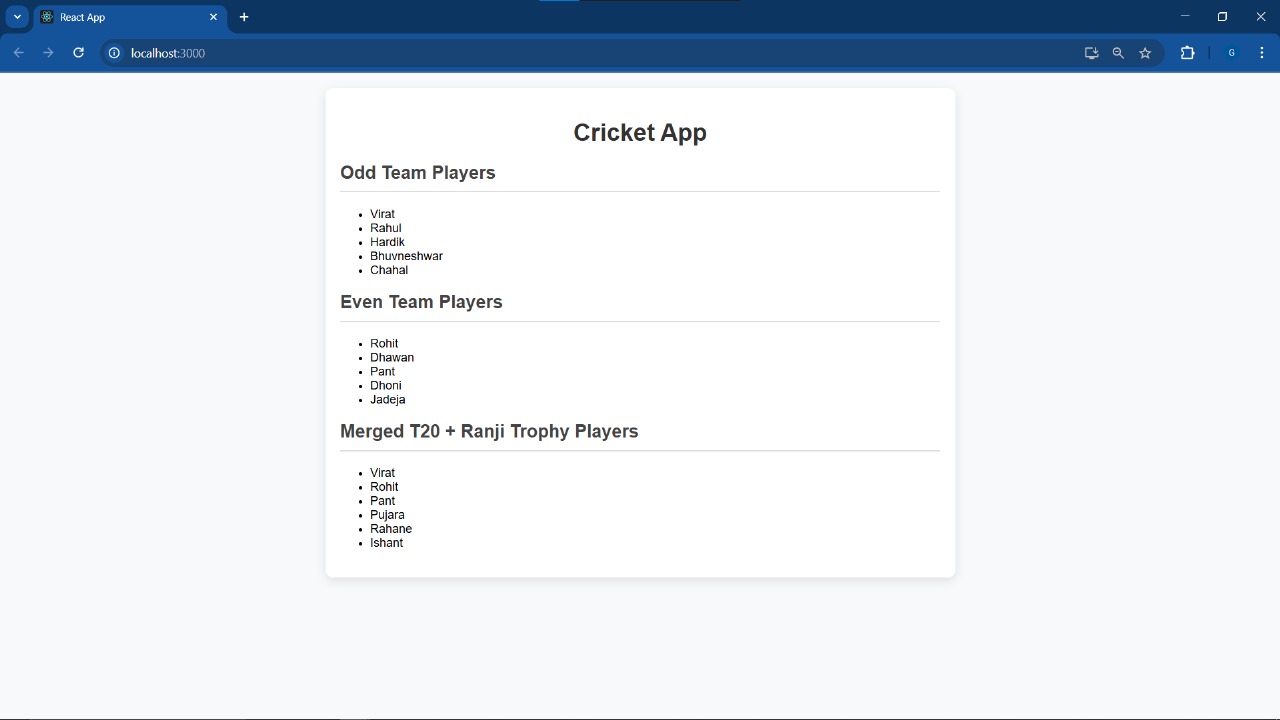 React App
localhost:3000
G
Cricket App
Odd Team Players
Virat
Rahul
Hardik
Bhuvneshwar
Chahal
Even Team Players
Rohit
Dhawan
Pant
Dhoni
Jadeja
Merged T20 + Ranji Trophy Players
Virat
Rohit
Pant
Pujara
Rahane
Ishant